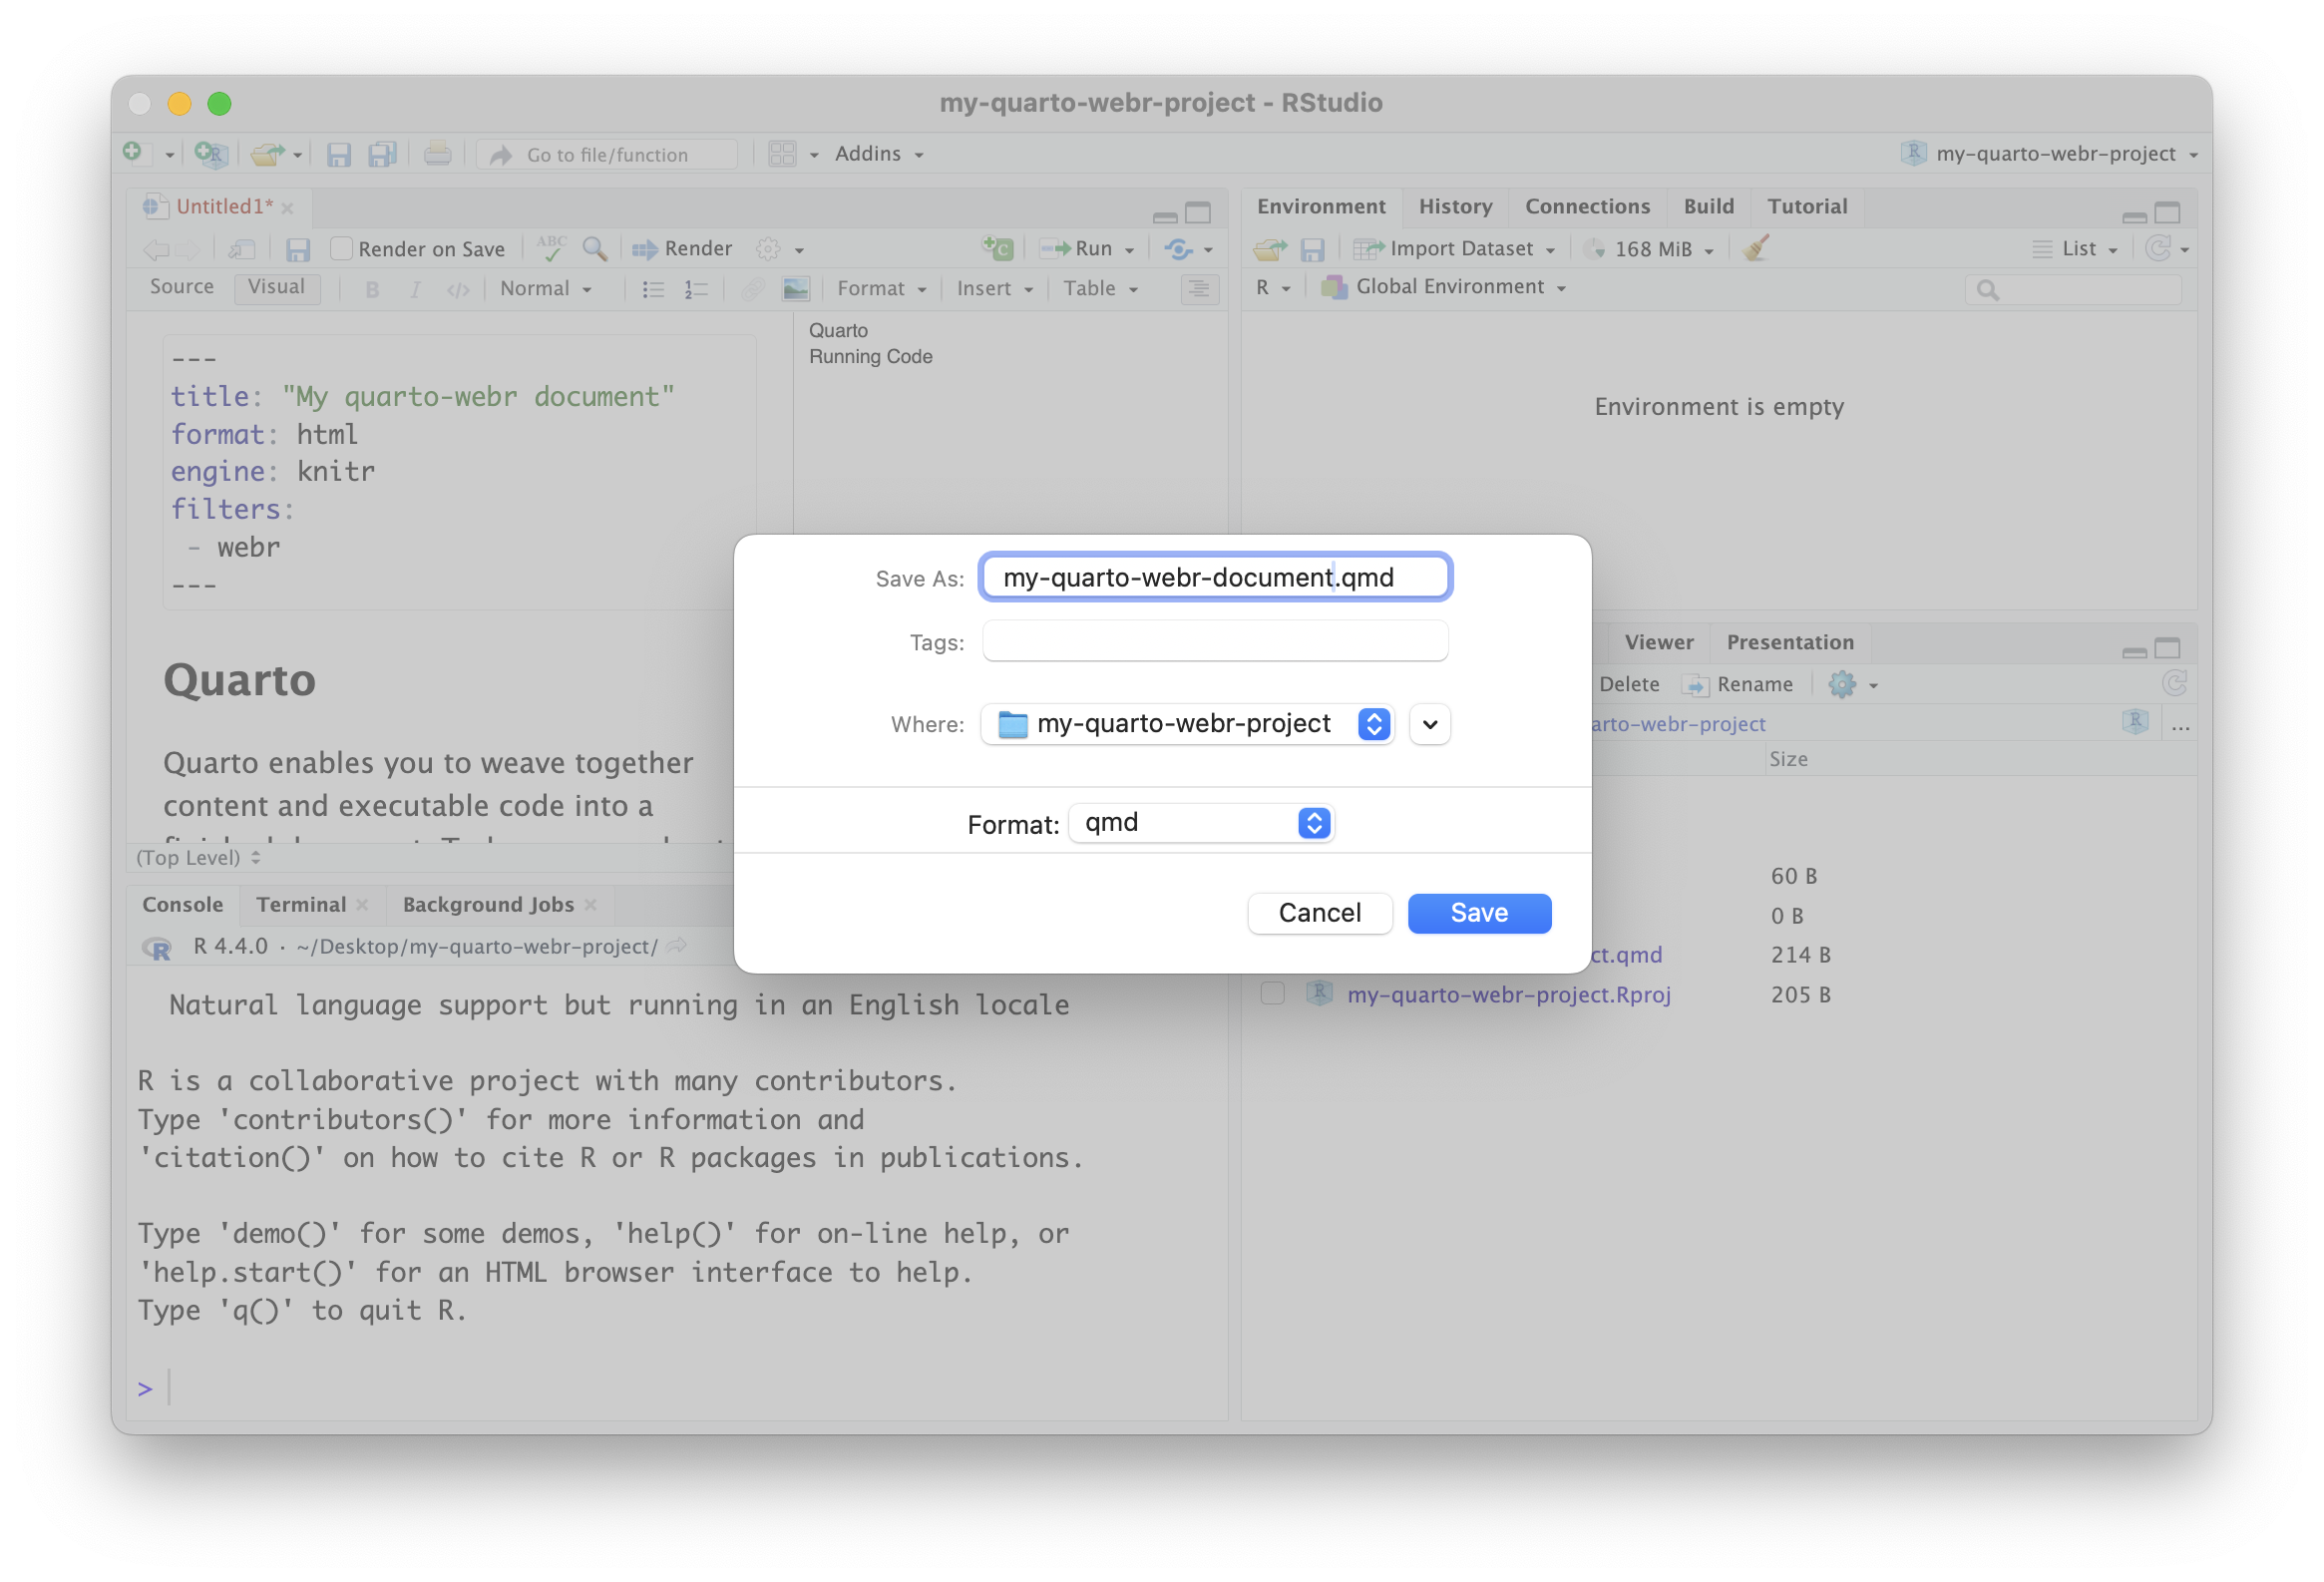 my-quarto-webr-project - RStudio
Go to file/function
Addins
my-quarto-webr-project
Untitled1*
Render on Save
ABC
Render
Run
Source
Visual
B
I
</>
Normal
Format
Insert
Table
---
title: "My quarto-webr document"
format: html
engine: knitr
filters:
- webr
---
Quarto
Quarto enables you to weave together
content and executable code into a
Quarto
Running Code
(Top Level)
Environment
History
Connections
Build
Tutorial
Import Dataset
168 MiB
List
R
Global Environment
Environment is empty
Save As:
my-quarto-webr-document.qmd
Tags:
Where:
my-quarto-webr-project
Format:
qmd
Cancel
Save
Viewer
Presentation
Delete
Rename
arto-webr-project
...
Size
60 B
0 B
ct.qmd
214 B
my-quarto-webr-project.Rproj
205 B
Console
Terminal
Background Jobs
R 4.4.0 · ~/Desktop/my-quarto-webr-project/
Natural language support but running in an English locale
R is a collaborative project with many contributors.
Type 'contributors()' for more information and
'citation()' on how to cite R or R packages in publications.
Type 'demo()' for some demos, 'help()' for on-line help, or
'help.start()' for an HTML browser interface to help.
Type 'q()' to quit R.
>